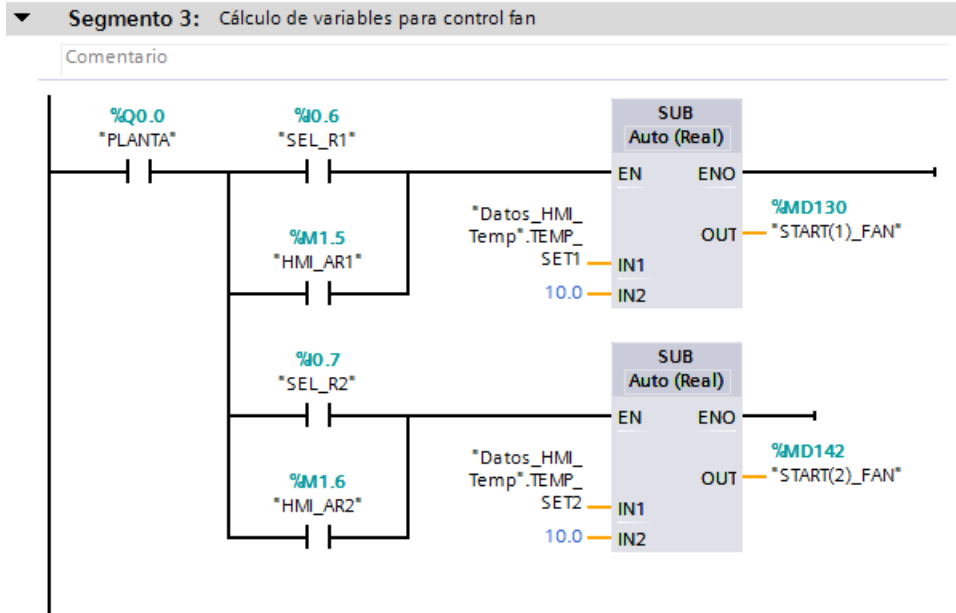 Segmento 3: Cálculo de variables para control fan
Comentario
%Q0.0
"PLANTA"
%I0.6
"SEL_R1"
%M1.5
"HMI_AR1"
SUB
Auto (Real)
EN
ENO
"Datos_HMI_
Temp".TEMP_
SET1
IN1
10.0
IN2
OUT
%MD130
"START(1)_FAN"
%I0.7
"SEL_R2"
%M1.6
"HMI_AR2"
SUB
Auto (Real)
EN
ENO
"Datos_HMI_
Temp".TEMP_
SET2
IN1
10.0
IN2
OUT
%MD142
"START(2)_FAN"